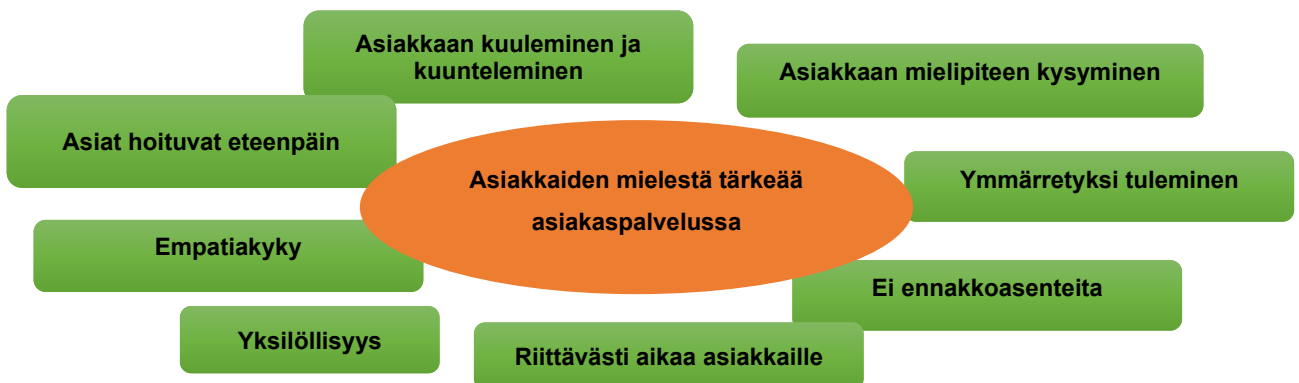 Asiakkaan kuuleminen ja
kuunteleminen
Asiakkaan mielipiteen kysyminen
Asiat hoituvat eteenpäin
Asiakkaiden mielestä tärkeää
asiakaspalvelussa
Ymmärretyksi tuleminen
Empatiakyky
Ei ennakkoasenteita
Yksilöllisyys
Riittävästi aikaa asiakkaille